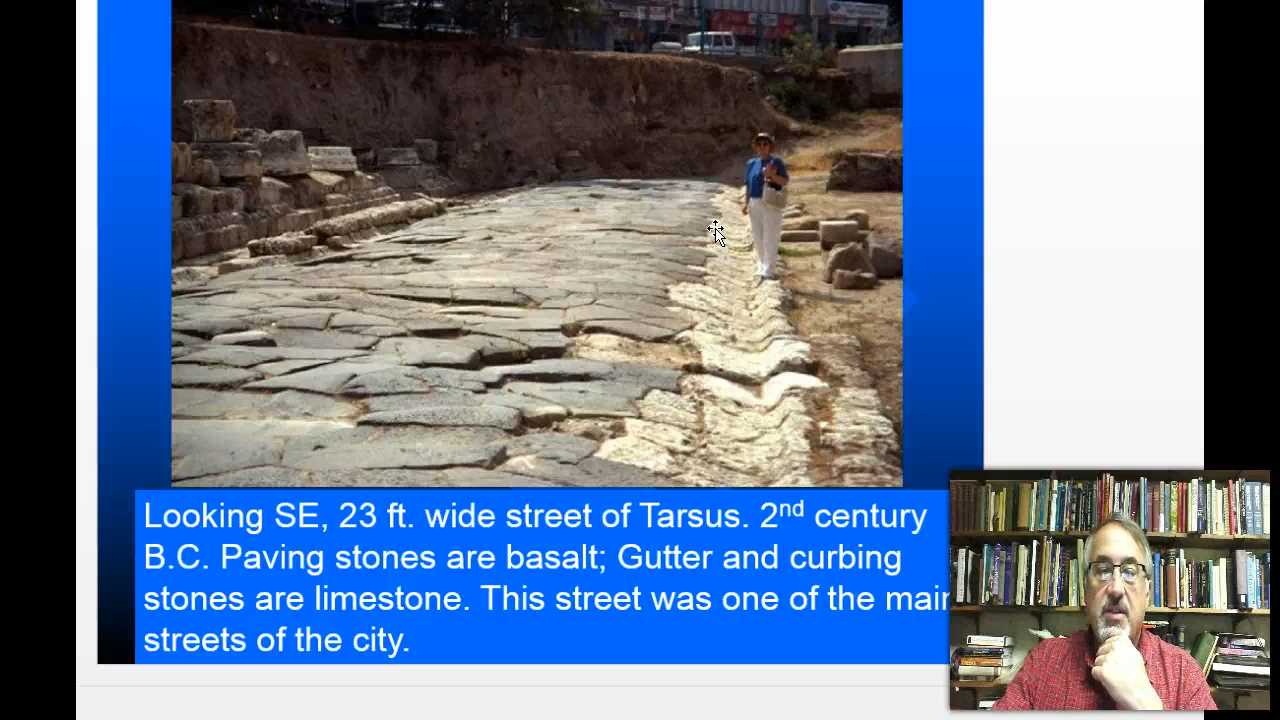 Looking SE, 23 ft. wide street of Tarsus. 2nd century
B.C. Paving stones are basalt; Gutter and curbing
stones are limestone. This street was one of the main
streets of the city.